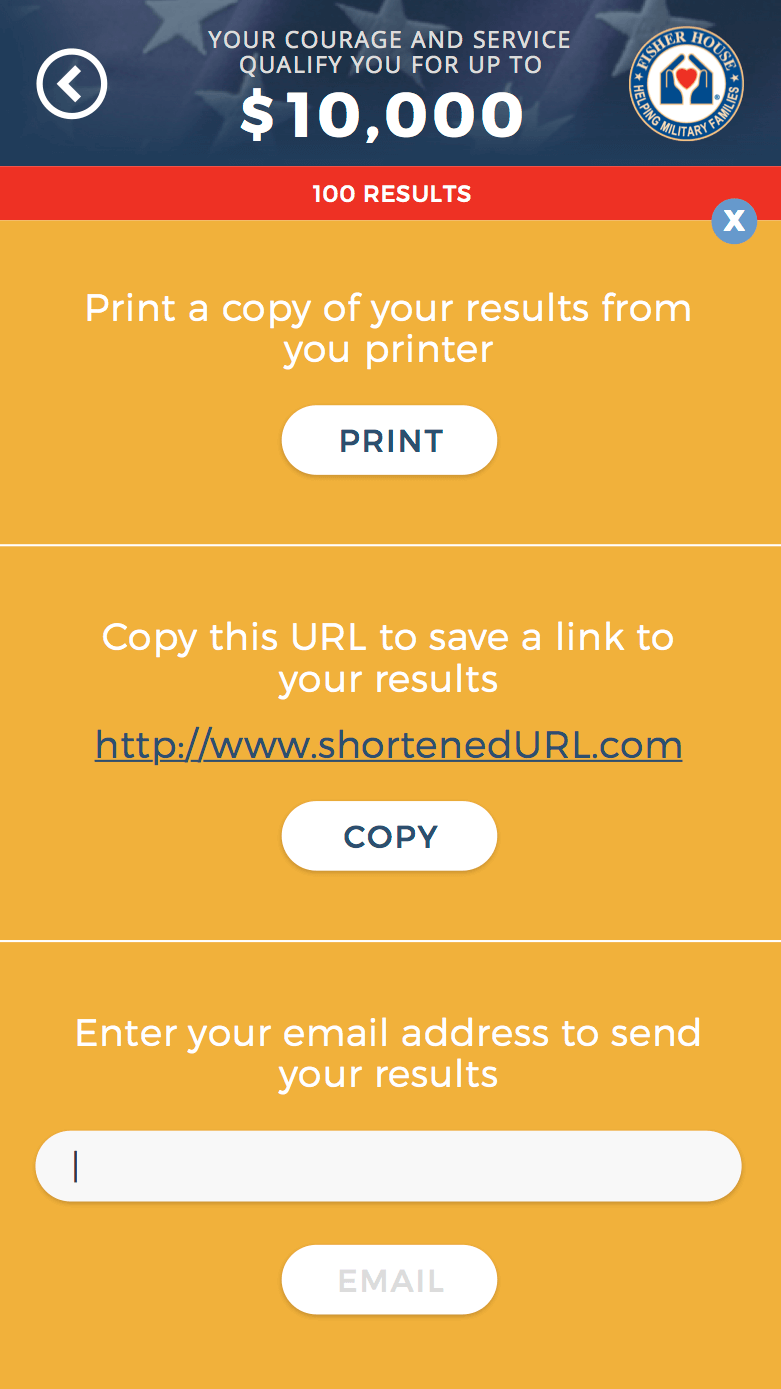 YOUR COURAGE AND SERVICE
QUALIFY YOU FOR UP TO
$10,000
FISHER HOUSE
HELPING MILITARY FAMILIES
®
100 RESULTS
X
Print a copy of your results from
you printer
PRINT
Copy this URL to save a link to
your results
http://www.shortenedURL.com
COPY
Enter your email address to send
your results
EMAIL